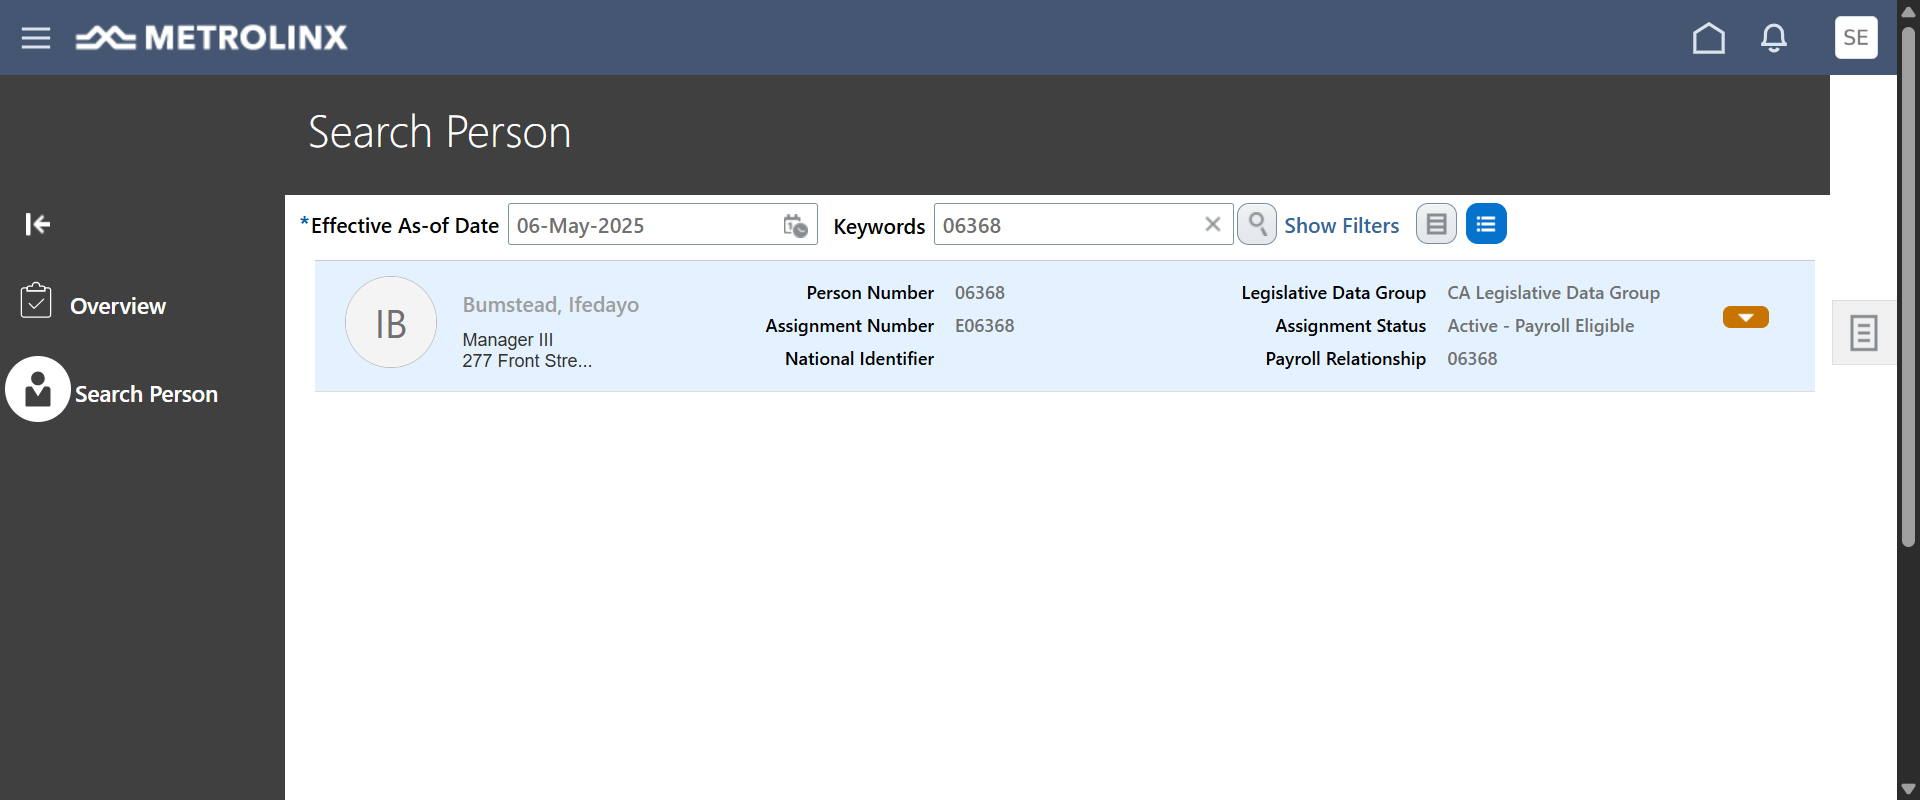 METROLINX
SE
Search Person
*Effective As-of Date 06-May-2025 Keywords 06368 Show Filters
Overview
Search Person
IB
Bumstead, Ifedayo
Manager III
277 Front Stre...
Person Number 06368
Assignment Number E06368
National Identifier
Legislative Data Group CA Legislative Data Group
Assignment Status Active - Payroll Eligible
Payroll Relationship 06368